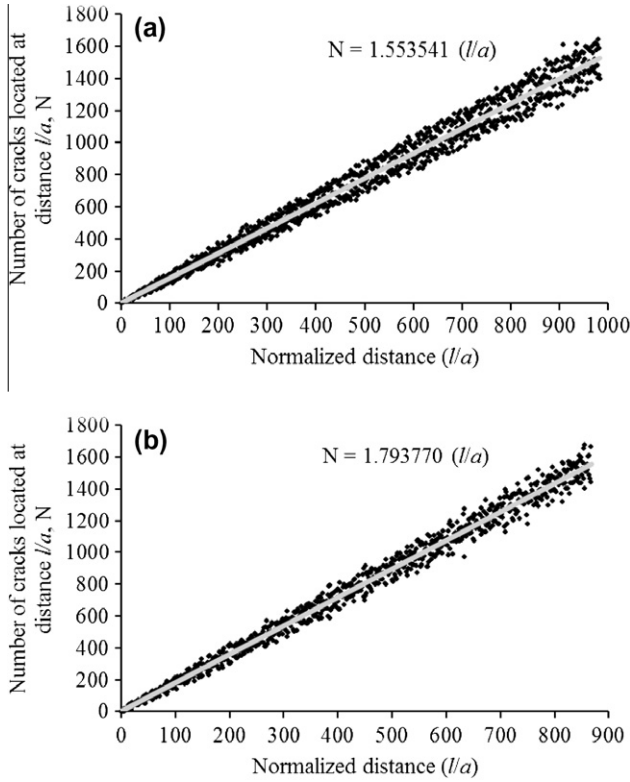 (a)
N = 1.553541 (l/a)
Number of cracks located at
distance l/a, N
1800
1600
1400
1200
1000
800
600
400
200
0
0 100 200 300 400 500 600 700 800 900 1000
Normalized distance (l/a)
(b)
N = 1.793770 (l/a)
Number of cracks located at
distance l/a, N
1800
1600
1400
1200
1000
800
600
400
200
0
0 100 200 300 400 500 600 700 800 900
Normalized distance (l/a)